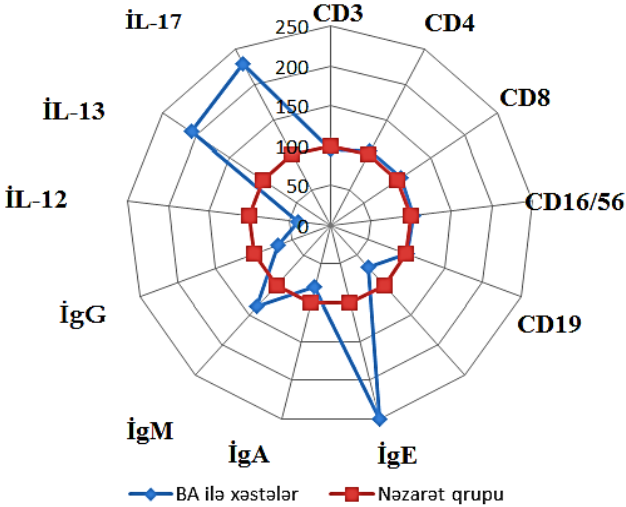 CD3
CD4
CD8
CD16/56
CD19
İgE
İgA
İgM
İgG
İL-12
İL-13
İL-17
250
200
150
100
50
0
BA ilə xəstələr
Nəzarət qrupu